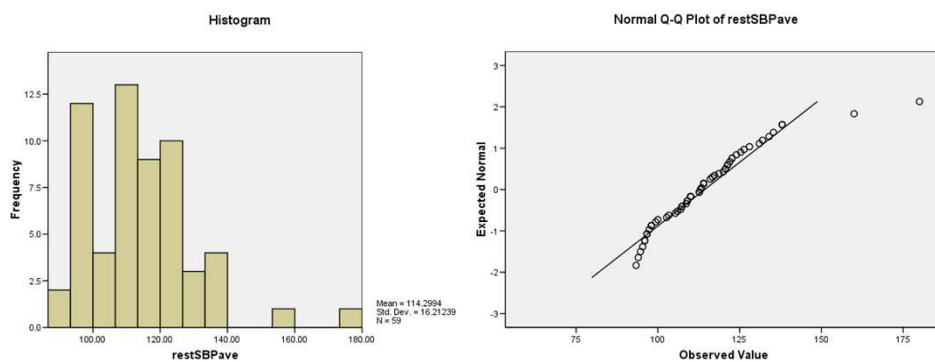 Histogram
12.5
10.0
7.5
5.0
2.5
0.0
Frequency
100.00 120.00 140.00 160.00 180.00
restSBPave
Mean = 114.2994
Std. Dev. = 16.21239
N = 59
Normal Q-Q Plot of restSBPave
3
2
1
0
-1
-2
-3
Expected Normal
75 100 125 150 175
Observed Value